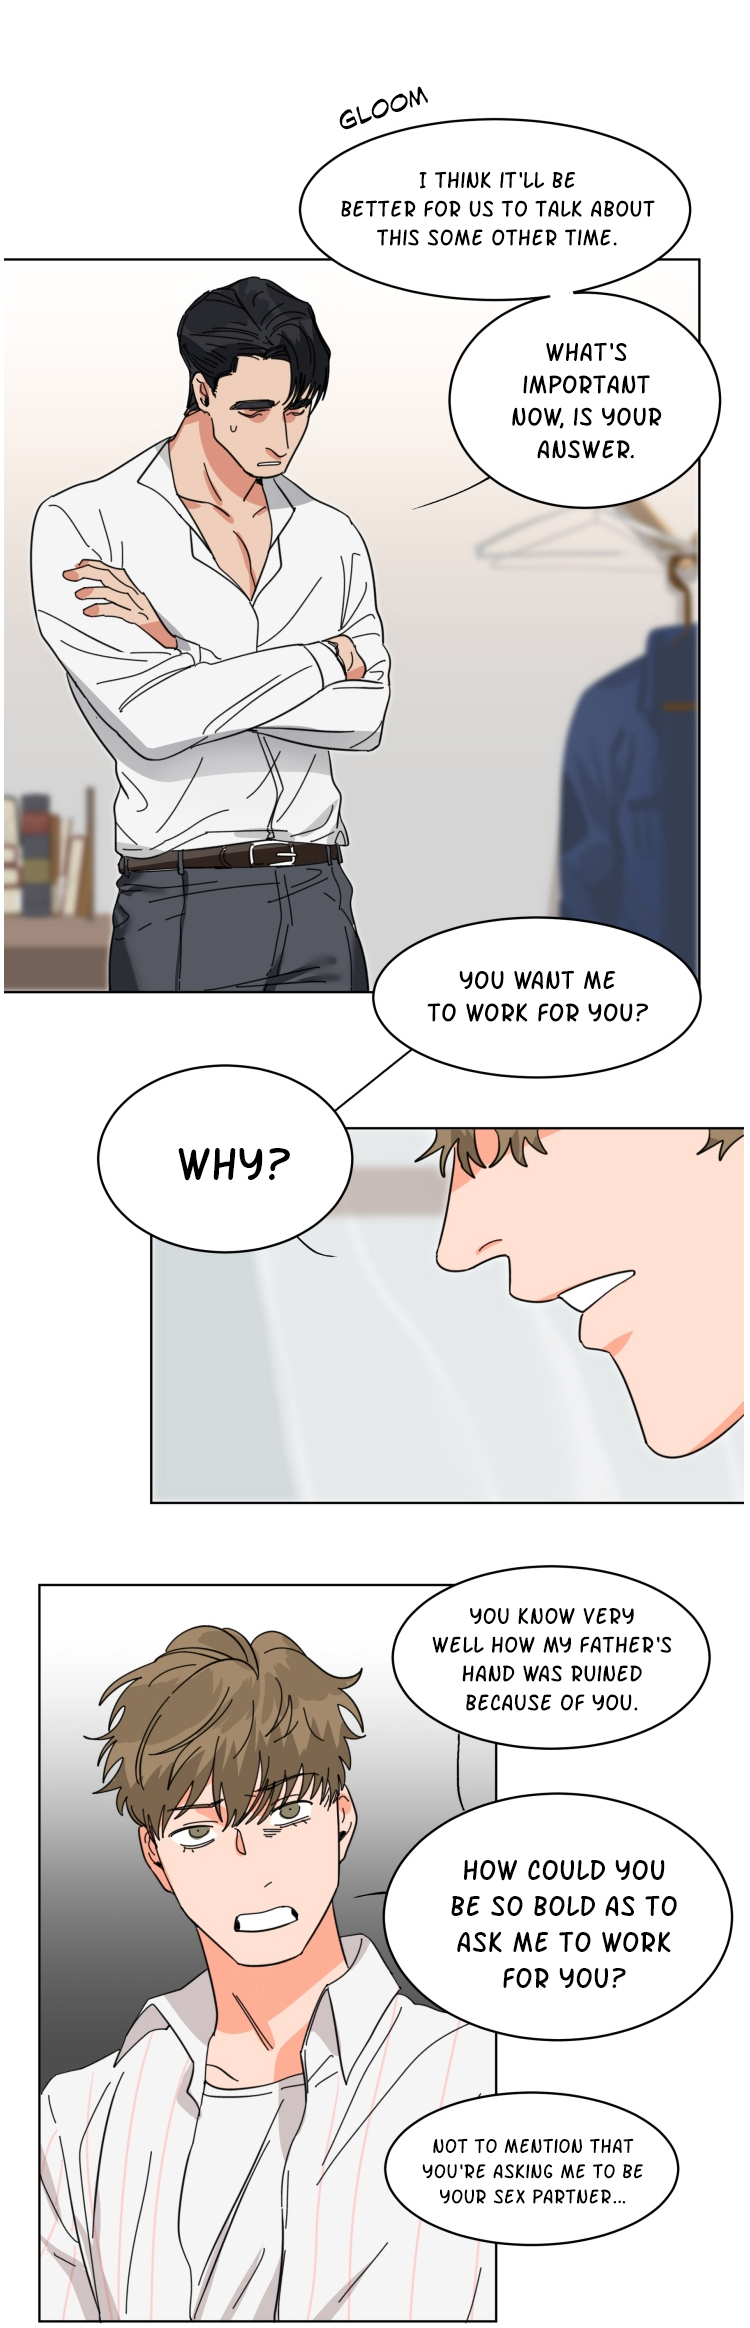 GLOOM
I THINK IT'LL BE
BETTER FOR US TO TALK ABOUT
THIS SOME OTHER TIME.
WHAT'S
IMPORTANT
NOW, IS YOUR
ANSWER.
YOU WANT ME
TO WORK FOR YOU?
WHY?
YOU KNOW VERY
WELL HOW MY FATHER'S
HAND WAS RUINED
BECAUSE OF YOU.
HOW COULD YOU
BE SO BOLD AS TO
ASK ME TO WORK
FOR YOU?
NOT TO MENTION THAT
YOU'RE ASKING ME TO BE
YOUR SEX PARTNER...